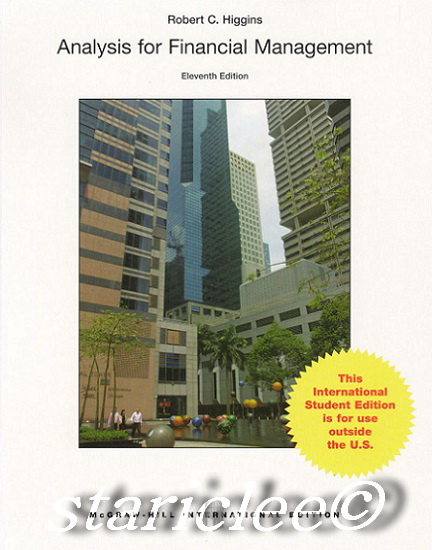 Robert C. Higgins
Analysis for Financial Management
Eleventh Edition
This
International
Student Edition
is for use
outside
the U.S.
McGRAW-HILL INTERNATIONAL EDITION
stariclee©